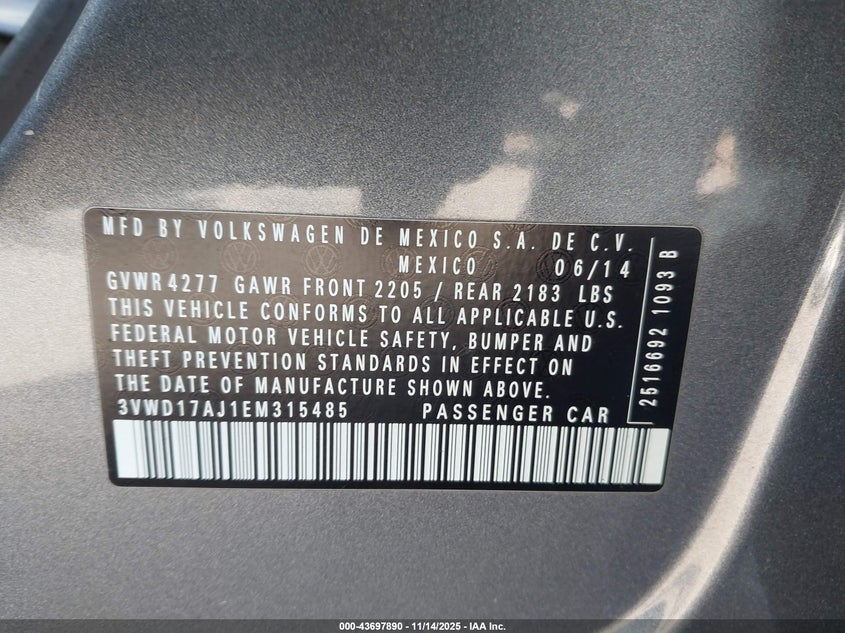 MFD BY VOLKSWAGEN DE MEXICO S.A. DE C.V.
MEXICO 06/14
GVWR 4277 GAWR FRONT 2205 / REAR 2183 LBS
THIS VEHICLE CONFORMS TO ALL APPLICABLE U.S.
FEDERAL MOTOR VEHICLE SAFETY, BUMPER AND
THEFT PREVENTION STANDARDS IN EFFECT ON
THE DATE OF MANUFACTURE SHOWN ABOVE.
3VWD17AJ1EM315485 PASSENGER CAR
2516692 1093 B
000-43697890 - 11/14/2025 - IAA Inc.